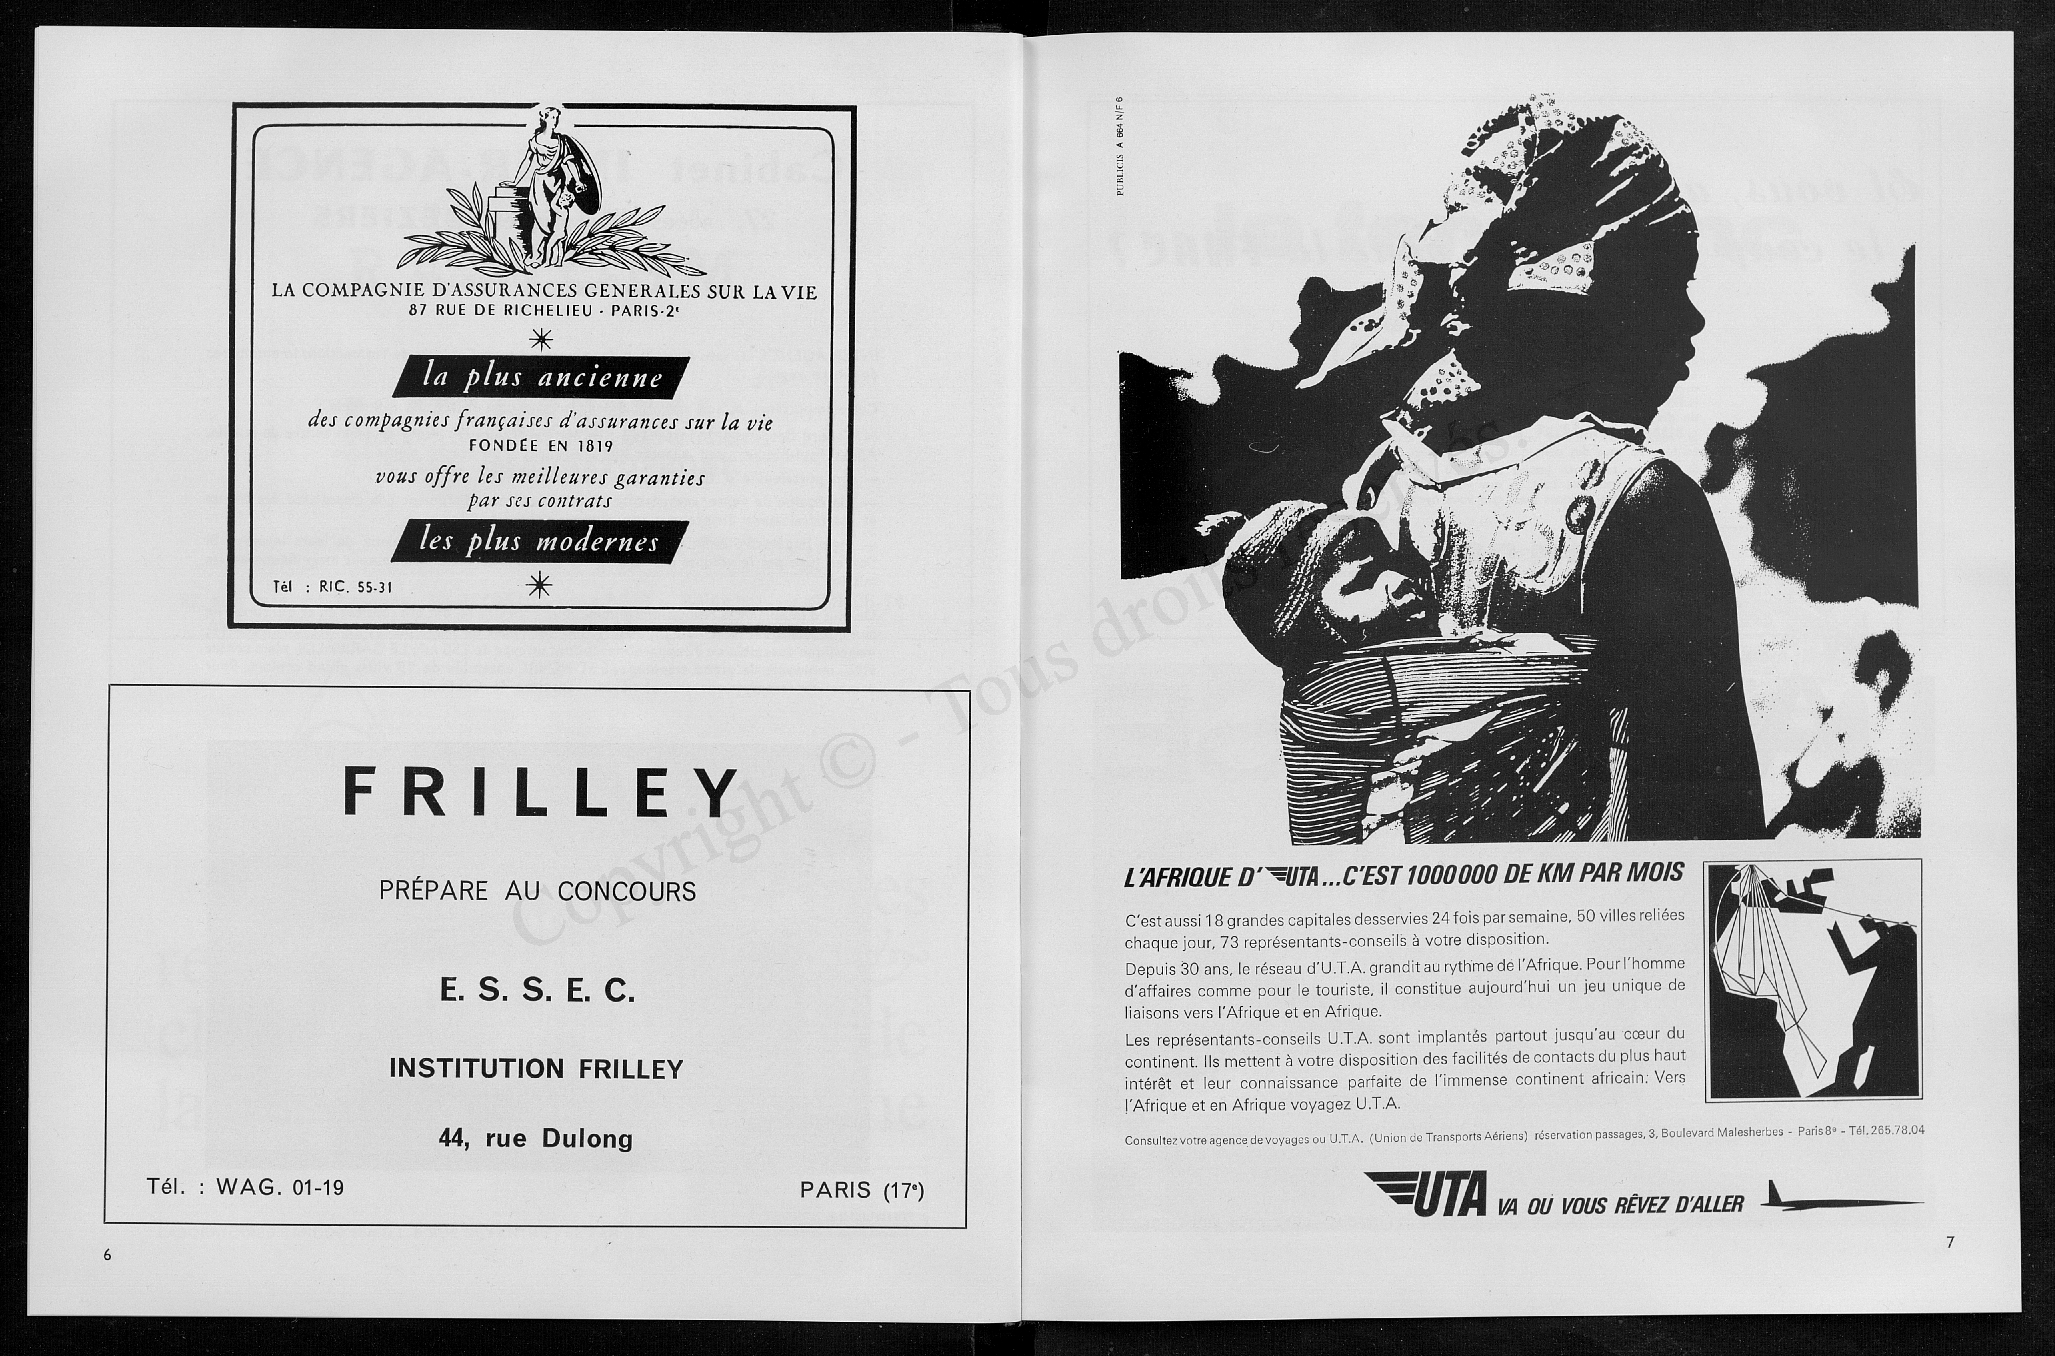 LA COMPAGNIE D'ASSURANCES GENERALES SUR LA VIE
87 RUE DE RICHELIEU - PARIS-2e
la plus ancienne
des compagnies françaises d'assurances sur la vie
FONDÉE EN 1819
vous offre les meilleures garanties
par ses contrats
les plus modernes
Tél : RIC. 55-31
FRILLEY
PRÉPARE AU CONCOURS
E. S. S. E. C.
INSTITUTION FRILLEY
44, rue Dulong
Tél. : WAG. 01-19 PARIS (17e)
6
PUBLICIS A 664 N/F 6
L'AFRIQUE D'UTA...C'EST 1000000 DE KM PAR MOIS
C'est aussi 18 grandes capitales desservies 24 fois par semaine, 50 villes reliées
chaque jour, 73 représentants-conseils à votre disposition.
Depuis 30 ans, le réseau d'U.T.A. grandit au rythme de l'Afrique. Pour l'homme
d'affaires comme pour le touriste, il constitue aujourd'hui un jeu unique de
liaisons vers l'Afrique et en Afrique.
Les représentants-conseils U.T.A. sont implantés partout jusqu'au cœur du
continent. Ils mettent à votre disposition des facilités de contacts du plus haut
intérêt et leur connaissance parfaite de l'immense continent africain. Vers
l'Afrique et en Afrique voyagez U.T.A.
Consultez votre agence de voyages ou U.T.A. (Union de Transports Aériens) réservation passages, 3, Boulevard Malesherbes - Paris 8e - Tél. 265.78.04
UTA VA OÙ VOUS RÊVEZ D'ALLER
7
Copyright © - Tous droits réservés.